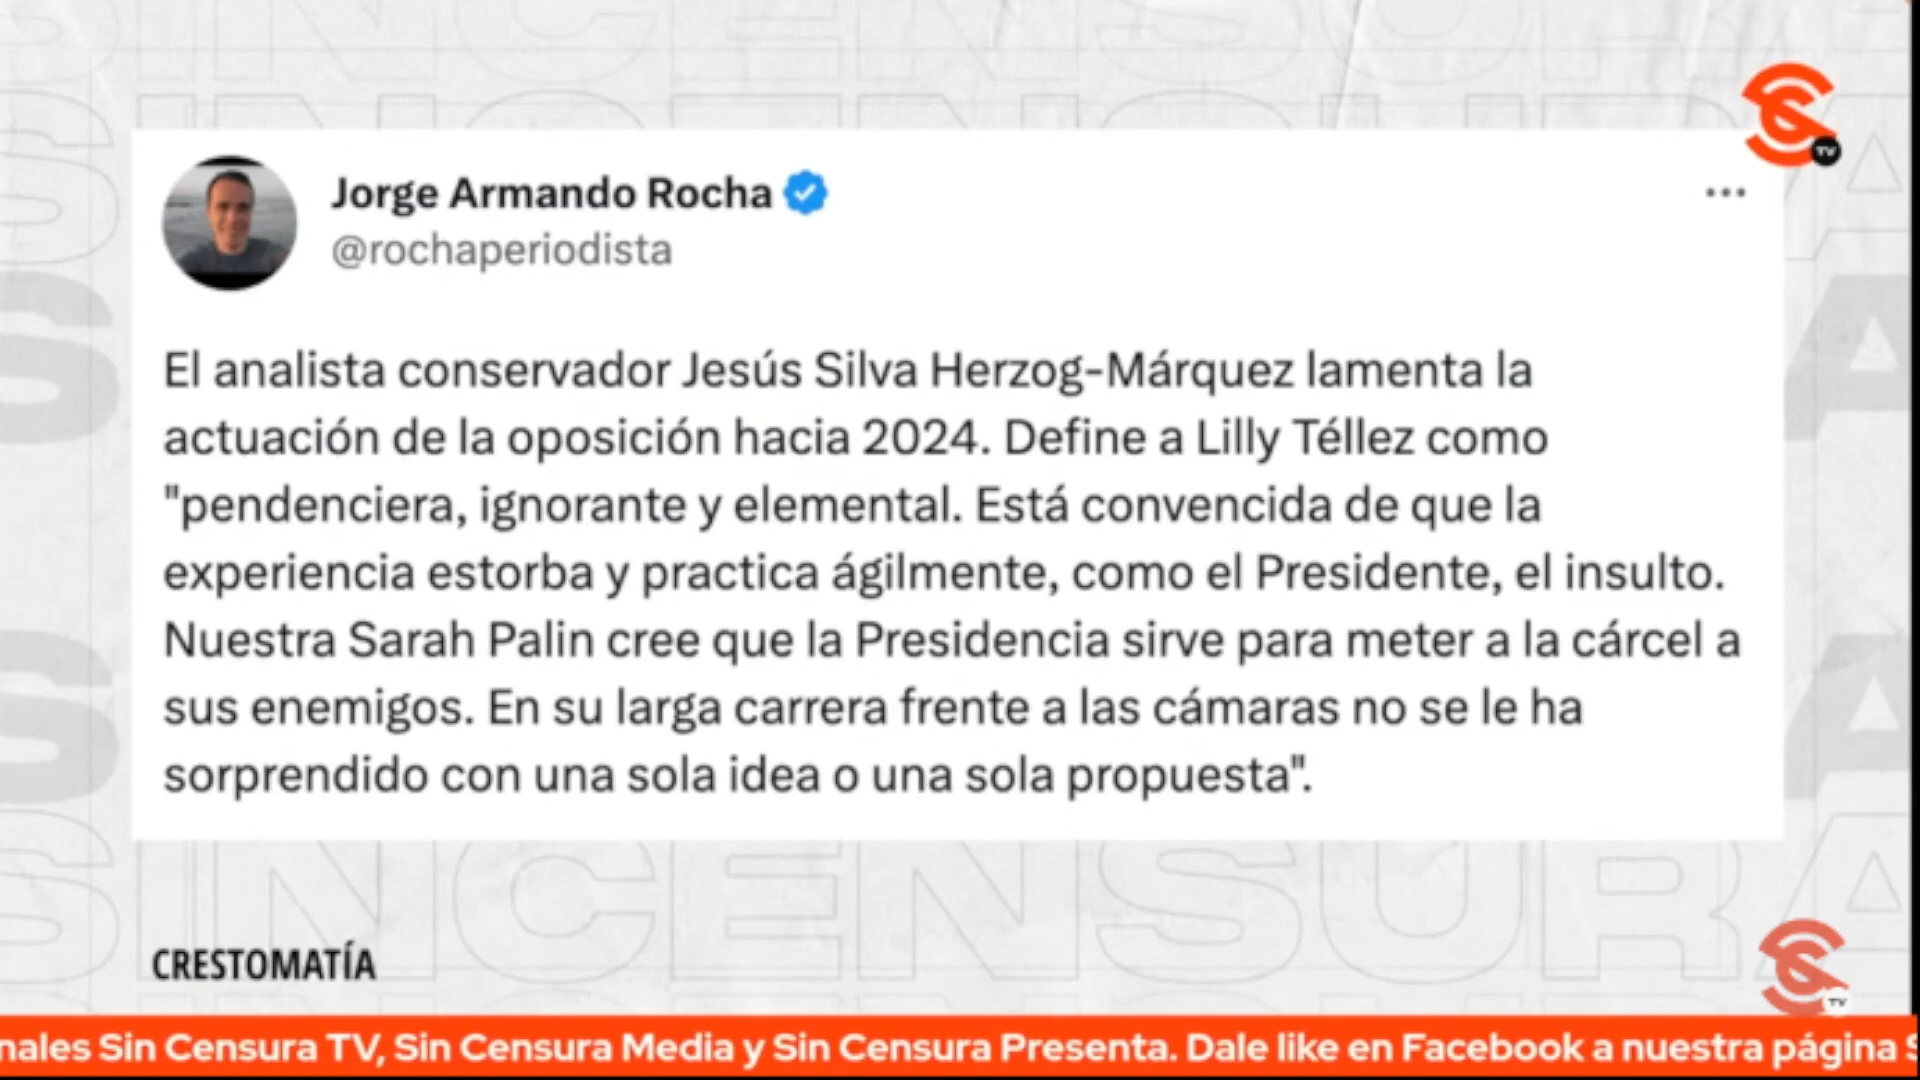 SINCENSURA
TV
Jorge Armando Rocha
@rochaperiodista
El analista conservador Jesús Silva Herzog-Márquez lamenta la
actuación de la oposición hacia 2024. Define a Lilly Téllez como
"pendenciera, ignorante y elemental. Está convencida de que la
experiencia estorba y practica ágilmente, como el Presidente, el insulto.
Nuestra Sarah Palin cree que la Presidencia sirve para meter a la cárcel a
sus enemigos. En su larga carrera frente a las cámaras no se le ha
sorprendido con una sola idea o una sola propuesta".
SINCENSURA
CRESTOMATÍA
TV
nales Sin Censura TV, Sin Censura Media y Sin Censura Presenta. Dale like en Facebook a nuestra página S